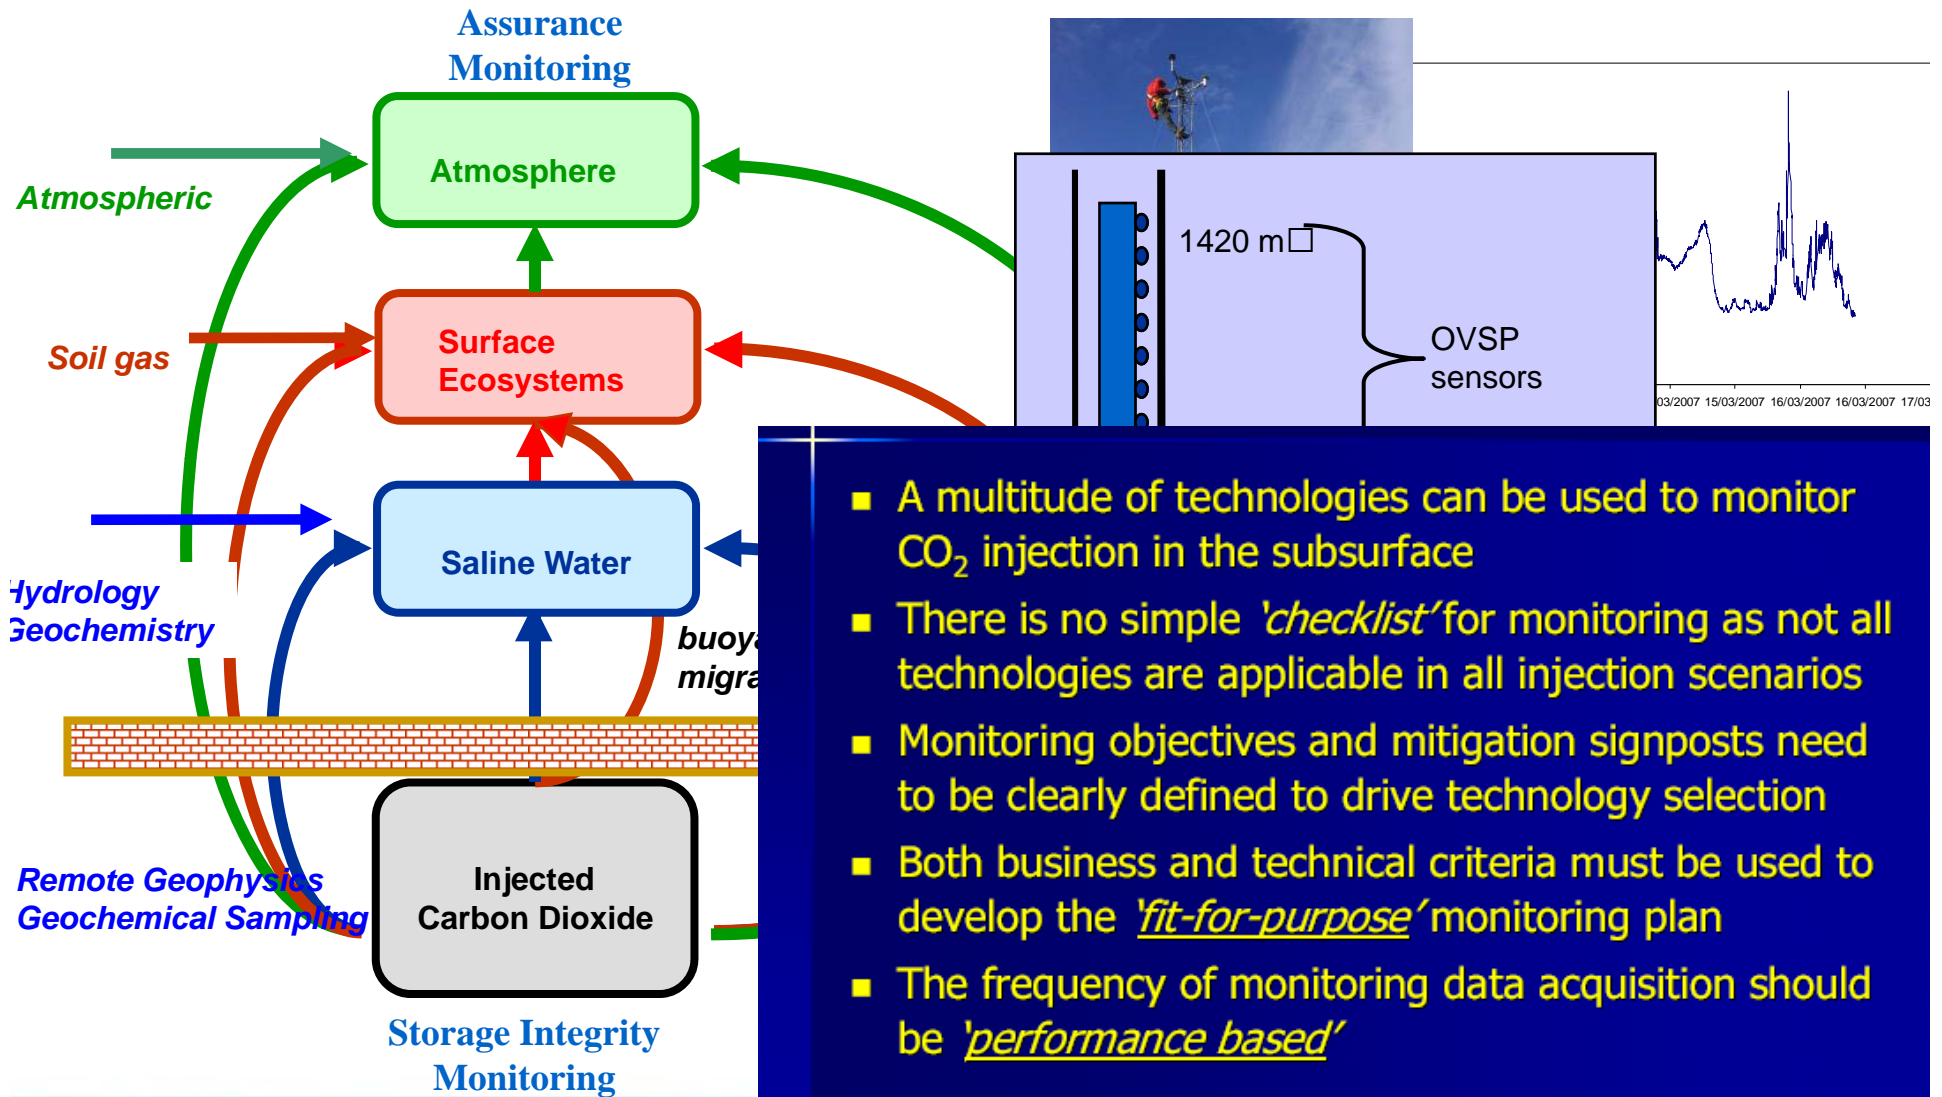 Assurance
Monitoring
Atmosphere
Atmospheric
Surface
Ecosystems
Soil gas
Saline Water
Hydrology
Geochemistry
Injected
Carbon Dioxide
Remote Geophysics
Geochemical Sampling
Storage Integrity
Monitoring
1420 m
OVSP
sensors
15/03/2007 16/03/2007 16/03/2007
A multitude of technologies can be used to monitor
CO₂ injection in the subsurface
There is no simple ‘checklist’ for monitoring as not all
technologies are applicable in all injection scenarios
Monitoring objectives and mitigation signposts need
to be clearly defined to drive technology selection
Both business and technical criteria must be used to
develop the ‘fit-for-purpose’ monitoring plan
The frequency of monitoring data acquisition should
be ‘performance based’